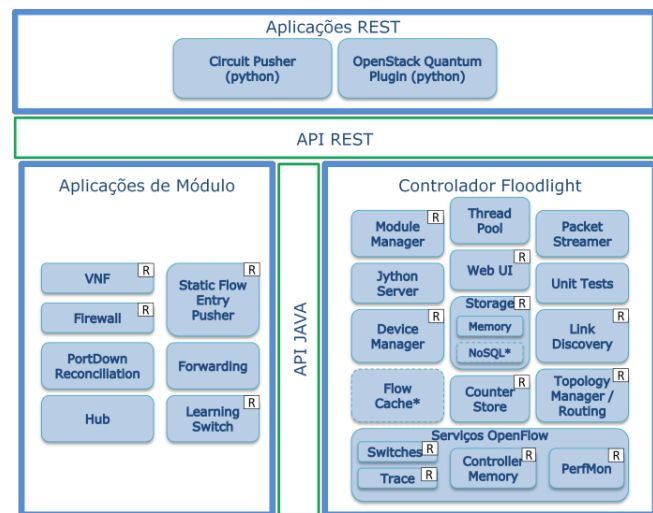 Aplicações REST
Circuit Pusher
(python)
OpenStack Quantum
Plugin (python)
API REST
Aplicações de Módulo
VNF
R
Firewall
R
PortDown
Reconciliation
Hub
Static Flow
Entry
Pusher
R
Forwarding
Learning
Switch
R
API JAVA
Controlador Floodlight
Module
Manager
R
Thread
Pool
Packet
Streamer
Jython
Server
Web UI
R
Unit Tests
Device
Manager
R
Storage
R
Memory
NoSQL*
Link
Discovery
R
Flow
Cache*
Counter
Store
R
Topology
Manager /
Routing
R
Serviços OpenFlow
Switches
R
Trace
R
Controller
Memory
R
PerfMon
R